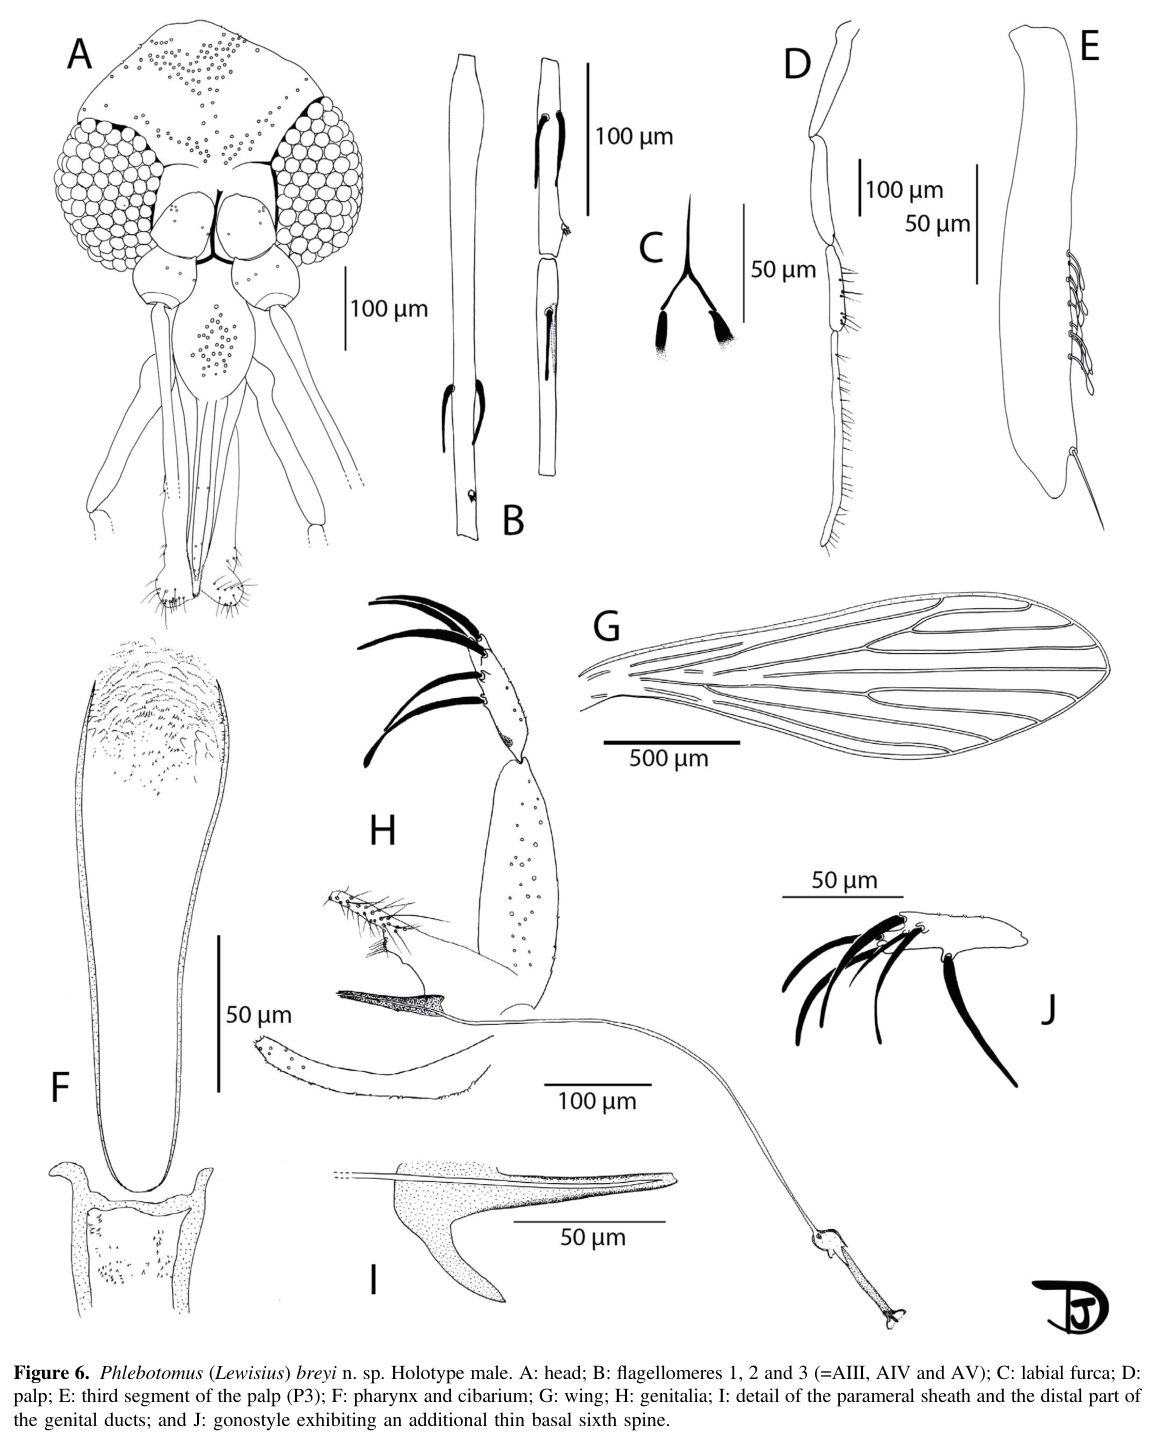 A
B
C
D
E
100 µm
100 µm
50 µm
100 µm
50 µm
F
G
H
I
J
500 µm
50 µm
50 µm
100 µm
50 µm
Figure 6. Phlebotomus (Lewisius) breyi n. sp. Holotype male. A: head; B: flagellomeres 1, 2 and 3 (=AIII, AIV and AV); C: labial furca; D:
palp; E: third segment of the palp (P3); F: pharynx and cibarium; G: wing; H: genitalia; I: detail of the parameral sheath and the distal part of
the genital ducts; and J: gonostyle exhibiting an additional thin basal sixth spine.